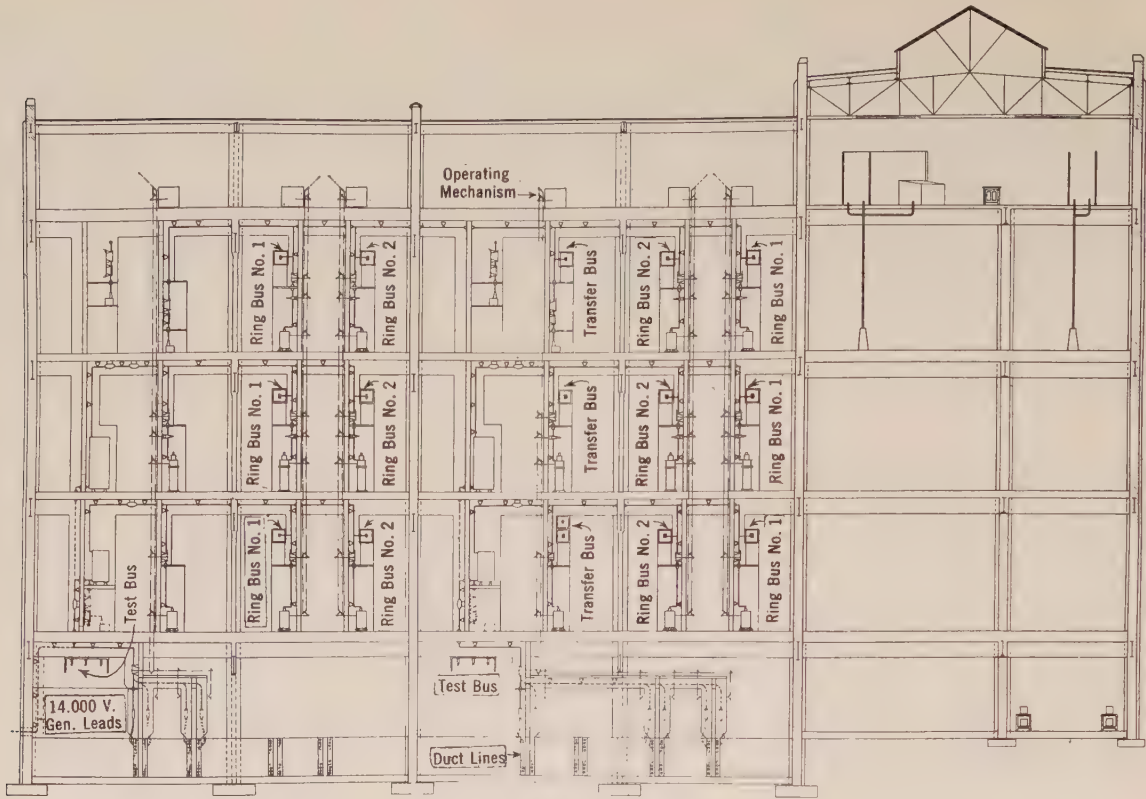 Operating
Mechanism
Ring Bus No. 1
Ring Bus No. 2
Transfer Bus
Ring Bus No. 2
Ring Bus No. 1
Ring Bus No. 1
Ring Bus No. 2
Transfer Bus
Ring Bus No. 2
Ring Bus No. 1
Test Bus
Ring Bus No. 1
Ring Bus No. 2
Transfer Bus
Ring Bus No. 2
Ring Bus No. 1
14.000 V.
Gen. Leads
Test Bus
Duct Lines